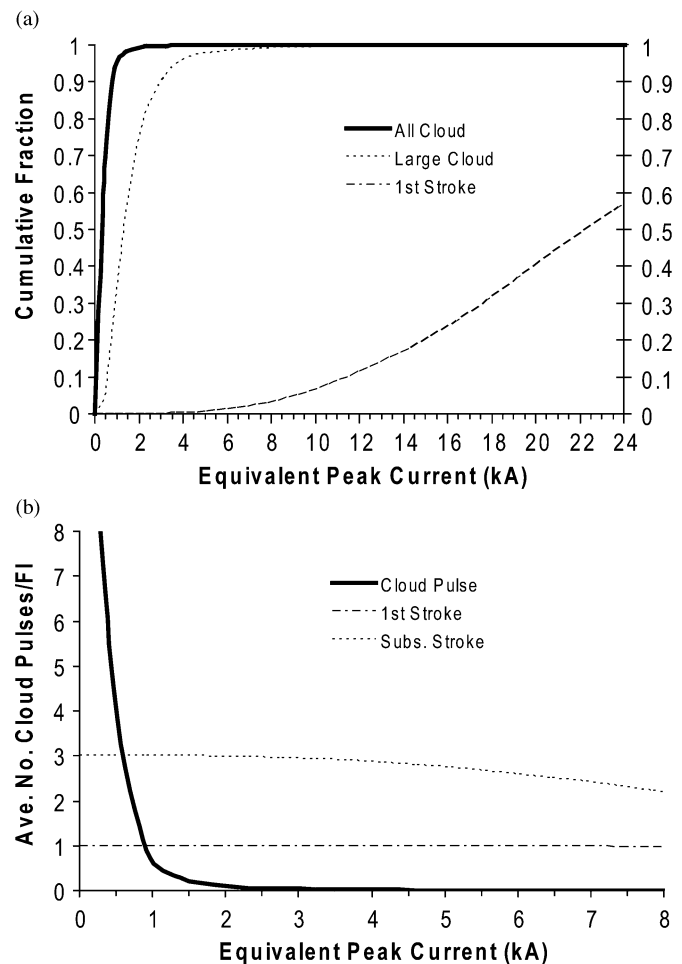 (a)
1
0.9
0.8
0.7
0.6
0.5
0.4
0.3
0.2
0.1
0
Cumulative Fraction
All Cloud
Large Cloud
1st Stroke
1
0.9
0.8
0.7
0.6
0.5
0.4
0.3
0.2
0.1
0
0 2 4 6 8 10 12 14 16 18 20 22 24
Equivalent Peak Current (kA)
(b)
8
7
6
5
4
3
2
1
0
Ave. No. Cloud Pulses/Fl
Cloud Pulse
1st Stroke
Subs. Stroke
0 1 2 3 4 5 6 7 8
Equivalent Peak Current (kA)